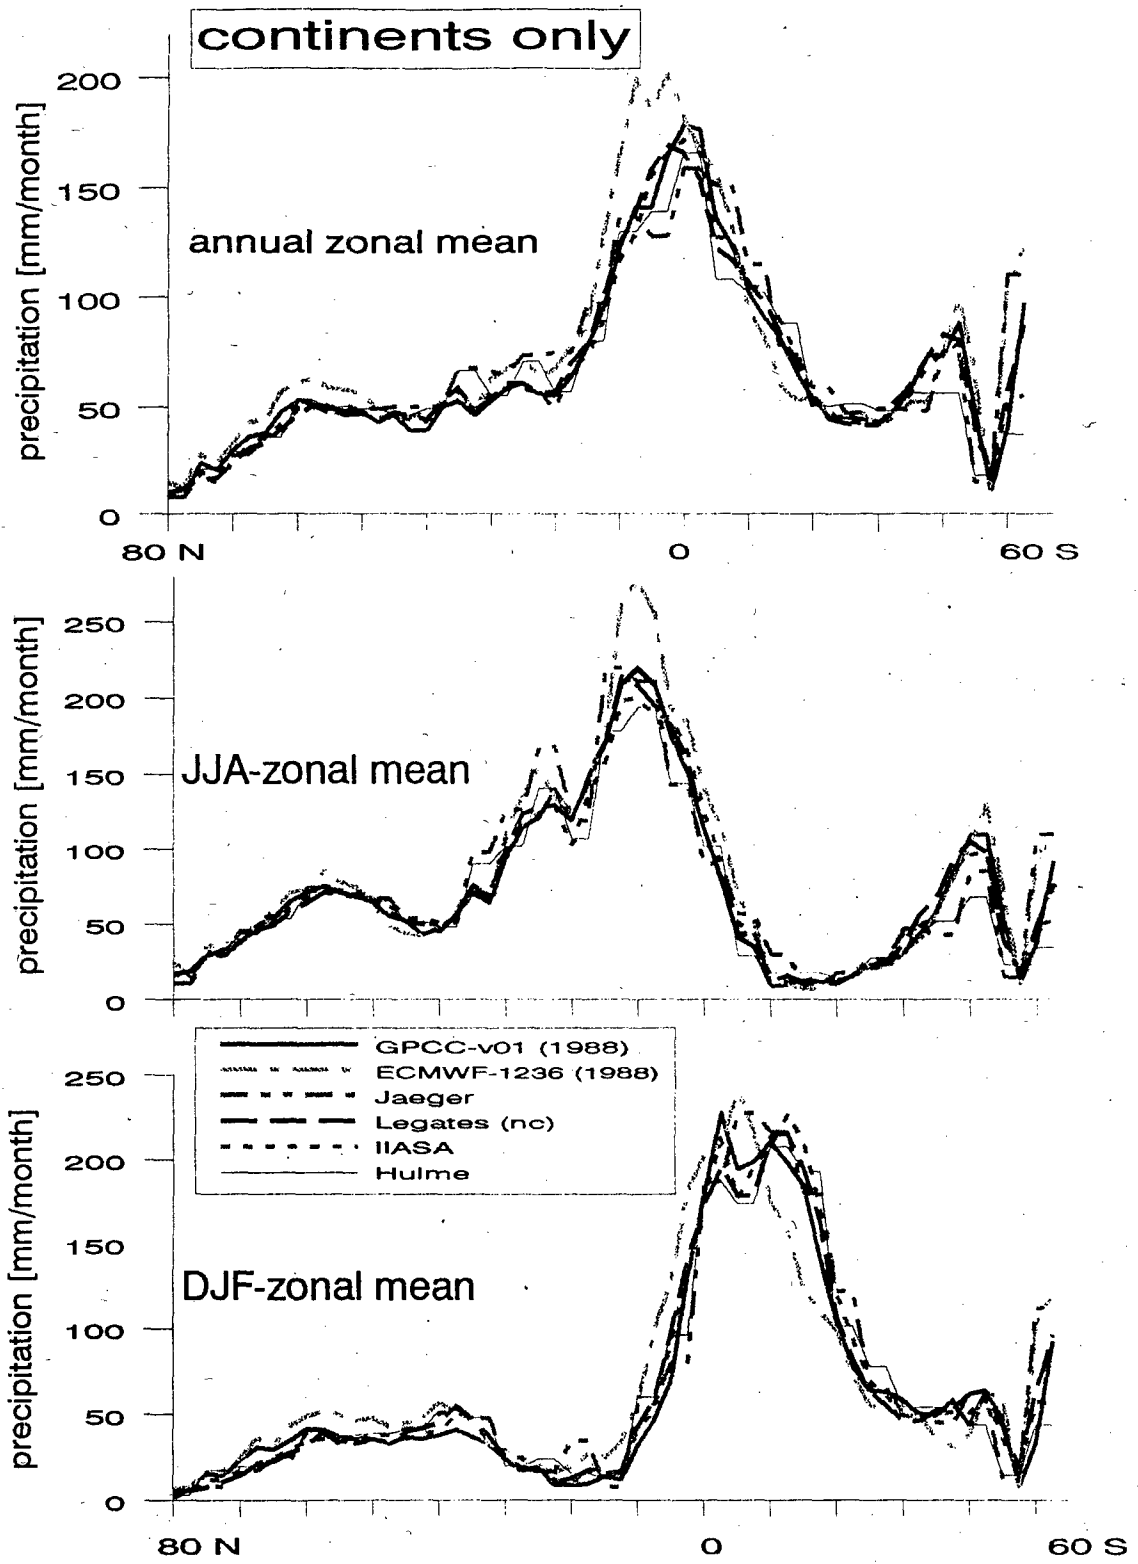 continents only
precipitation [mm/month]
200
150
annual zonal mean
100
50
0
80 N 0 60 S
precipitation [mm/month]
250
200
JJA-zonal mean
150
100
50
0
GPCC-v01 (1988)
ECMWF-1236 (1988)
Jaeger
Legates (nc)
IIASA
Hulme
precipitation [mm/month]
250
200
150
DJF-zonal mean
100
50
0
80 N 0 60 S